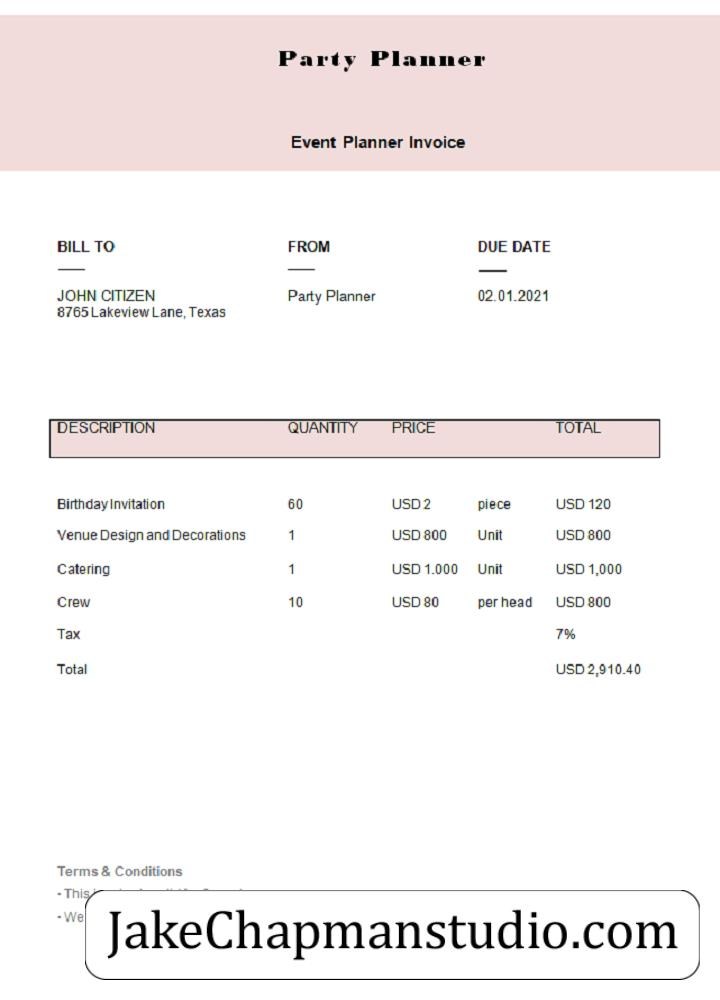 Party Planner
Event Planner Invoice
BILL TO FROM DUE DATE
JOHN CITIZEN Party Planner 02.01.2021
8765 Lakeview Lane, Texas
DESCRIPTION QUANTITY PRICE TOTAL
Birthday Invitation 60 USD 2 piece USD 120
Venue Design and Decorations 1 USD 800 Unit USD 800
Catering 1 USD 1.000 Unit USD 1,000
Crew 10 USD 80 per head USD 800
Tax 7%
Total USD 2,910.40
Terms & Conditions
- This
- We
JakeChapmanstudio.com